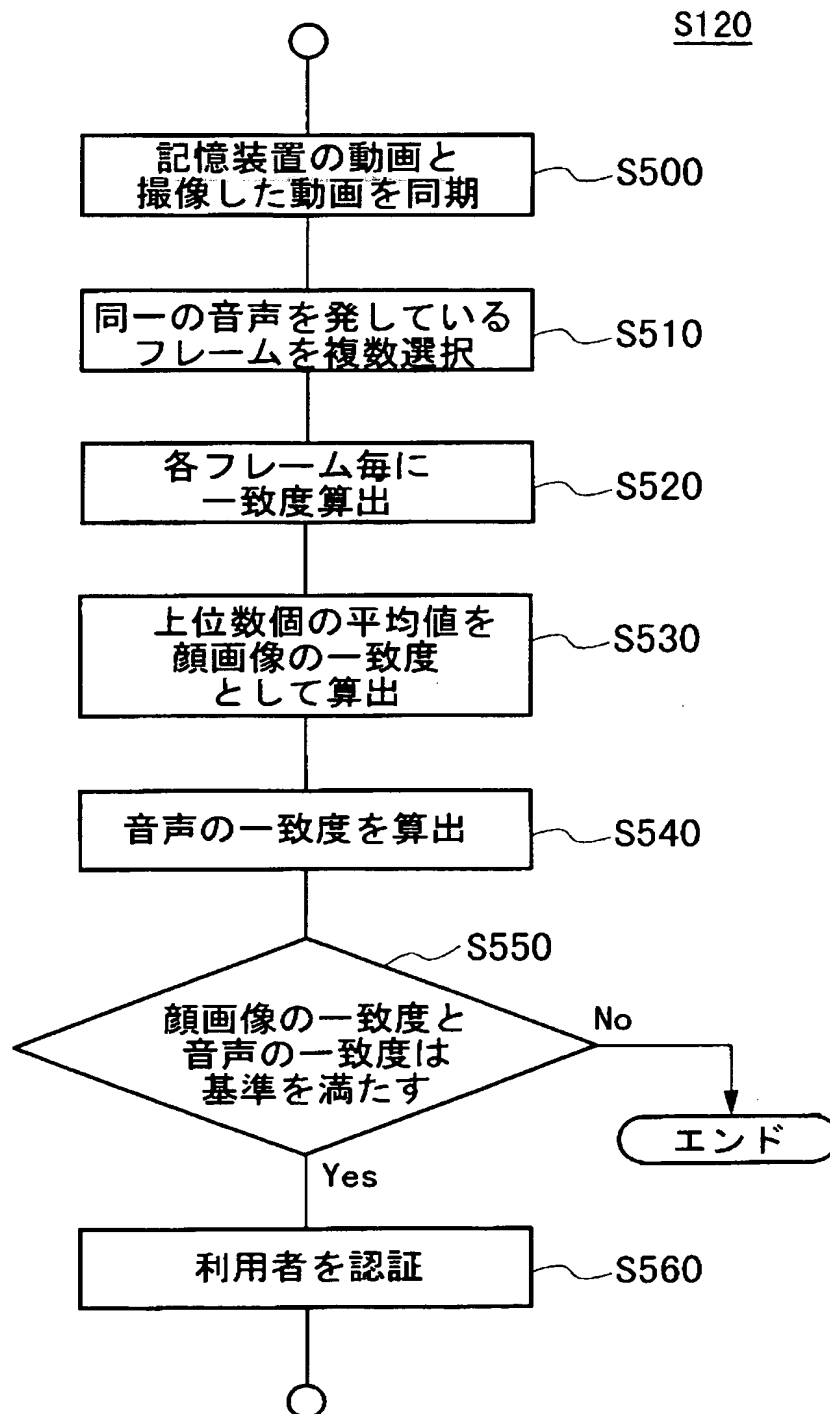 S120
記憶装置の動画と
撮像した動画を同期
S500
同一の音声を発している
フレームを複数選択
S510
各フレーム毎に
一致度算出
S520
上位数個の平均値を
顔画像の一致度
として算出
S530
音声の一致度を算出
S540
S550
顔画像の一致度と
音声の一致度は
基準を満たす
No
エンド
Yes
利用者を認証
S560